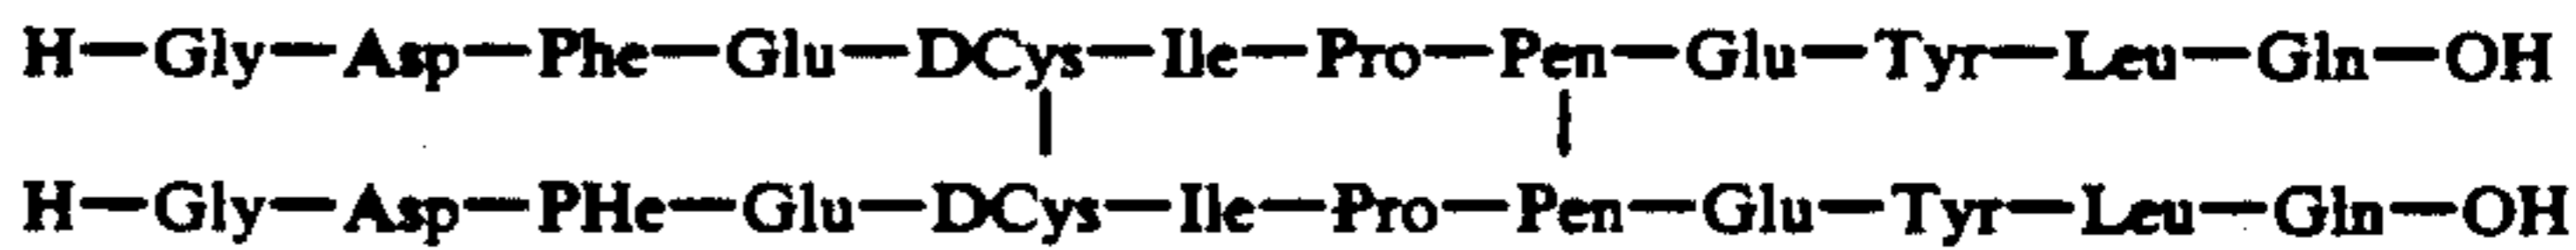 H—Gly—Asp—Phe—Glu—DCys—Ile—Pro—Pen—Glu—Tyr—Leu—Gln—OH
H—Gly—Asp—PHe—Glu—DCys—Ile—Pro—Pen—Glu—Tyr—Leu—Gln—OH